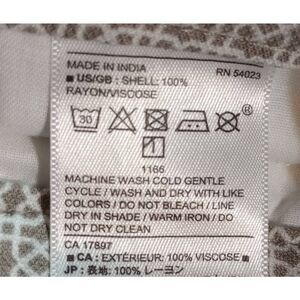 MADE IN INDIA RN 54023
■ US/GB : SHELL: 100%
RAYON/VISCOSE
30
®
1166
MACHINE WASH COLD GENTLE
CYCLE / WASH AND DRY WITH LIKE
COLORS / DO NOT BLEACH / LINE
DRY IN SHADE / WARM IRON / DO
NOT DRY CLEAN
CA 17897
■ CA : EXTÉRIEUR: 100% VISCOSE ■
JP : 表地: 100% レーヨン